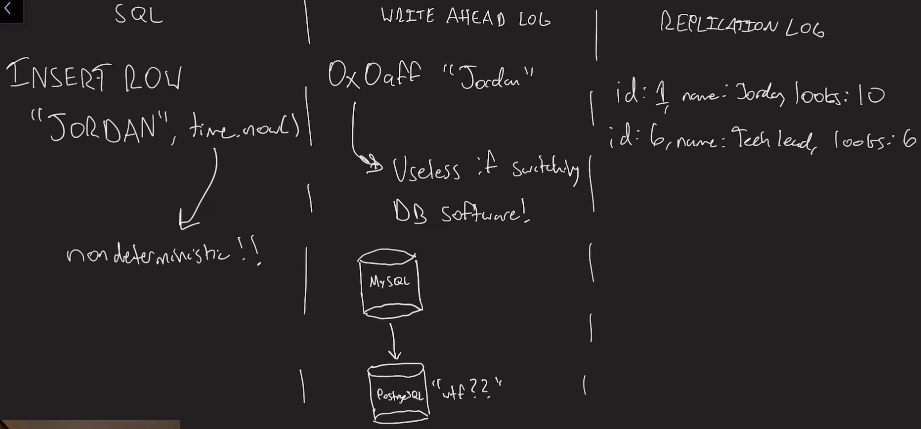 SQL
INSERT ROW
"JORDAN", time.now()
nondeterministic!!
WRITE AHEAD LOG
0x0aff "Jordan"
Useless if switching
DB software!
MySQL
PostgreSQL
"wtf??"
REPLICATION LOG
id: 1, name: Jordan, looks: 10
id: 6, name: Tech lead, looks: 6